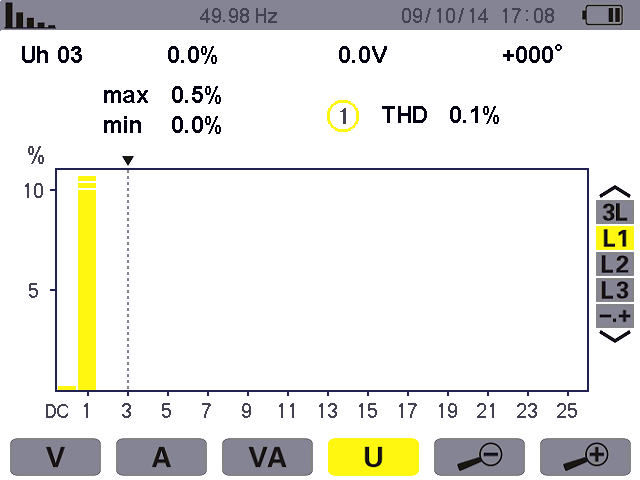 49.98 Hz 09/10/14 17:08
Uh 03 0.0% 0.0V +000°
max 0.5%
min 0.0%
1 THD 0.1%
%
10
5
DC 1 3 5 7 9 11 13 15 17 19 21 23 25
3L
L1
L2
L3
−.+
V A VA U